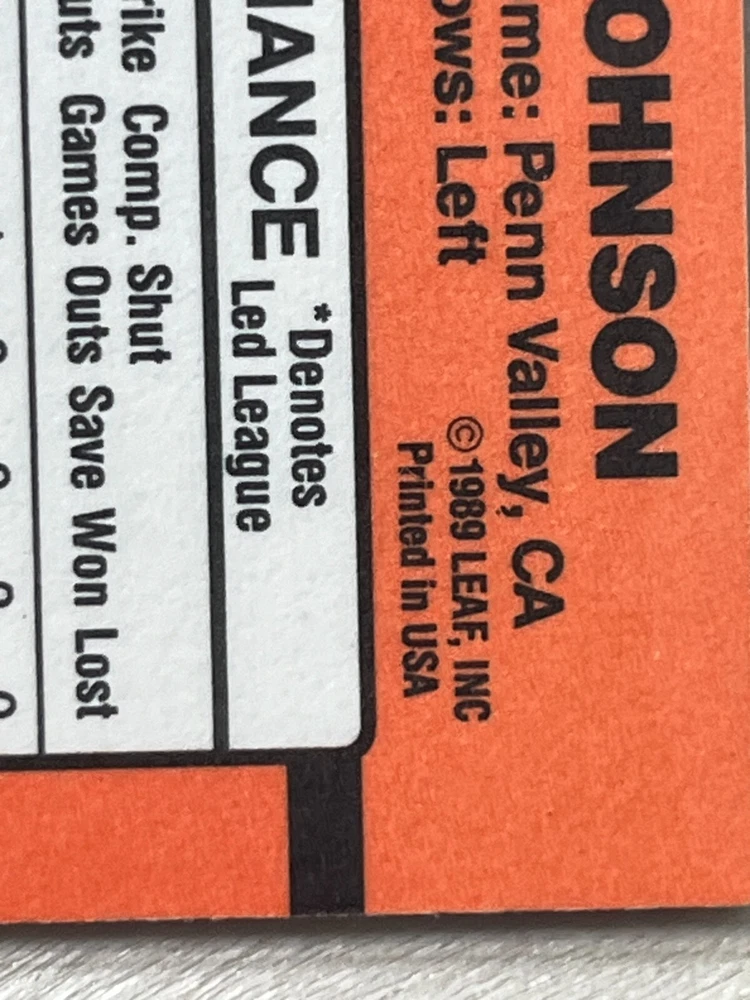 OHNSON
me: Penn Valley, CA
ows: Left
© 1989 LEAF, INC
Printed in USA
IANCE
*Denotes
Led League
rike Comp. Shut
uts Games Outs Save Won Lost